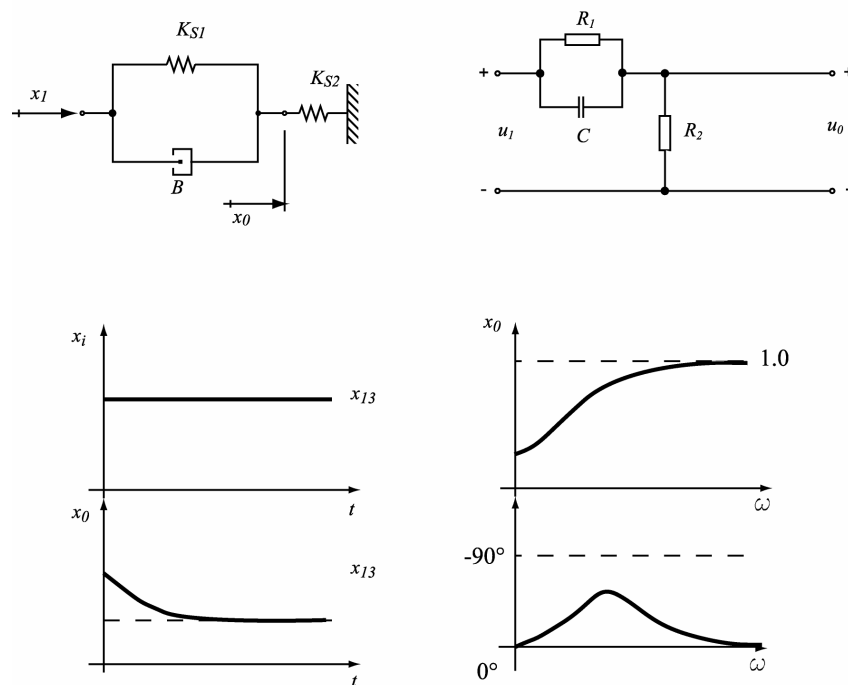 K_S1
K_S2
x_1
B
x_0
R_1
+ +
u_1 C R_2 u_0
- -
x_i
x_13
t
x_0
x_13
t
x_0
1.0
ω
-90°
0°
ω